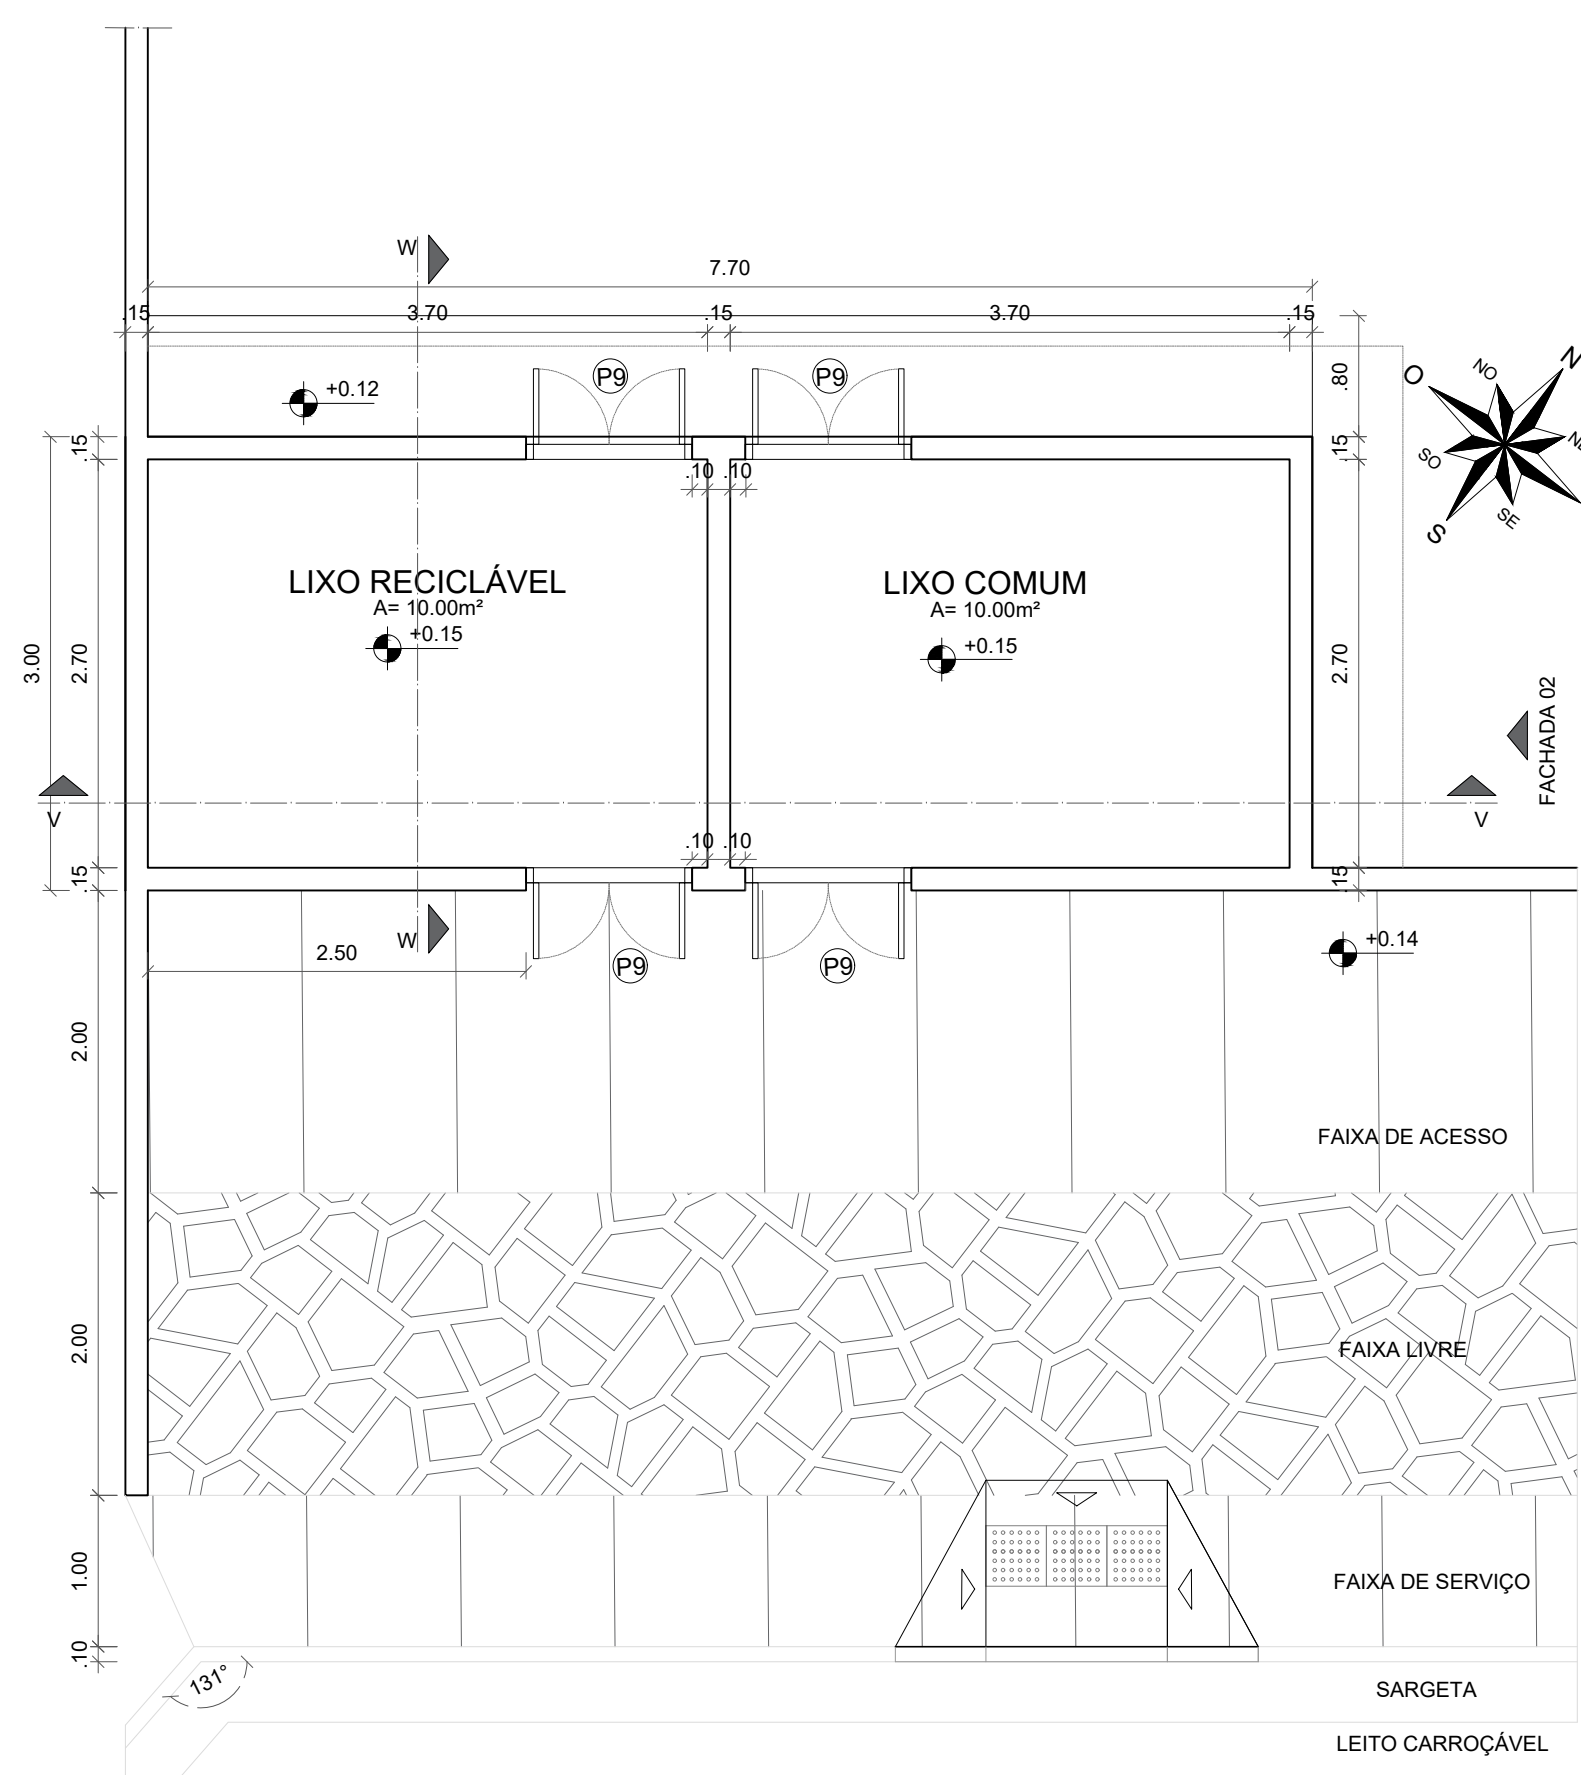 W
7.70
.15
3.70
.15
3.70
.15
.80
N
NO
O
P9
P9
+0.12
NE
SO
S
SE
.15
.15
.10
.10
LIXO RECICLÁVEL
A= 10.00m²
+0.15
LIXO COMUM
A= 10.00m²
+0.15
3.00
2.70
2.70
FACHADA 02
V
V
.10
.10
.15
.15
W
2.50
P9
P9
+0.14
2.00
FAIXA DE ACESSO
2.00
FAIXA LIVRE
1.00
FAIXA DE SERVIÇO
.10
131°
SARGETA
LEITO CARROÇÁVEL